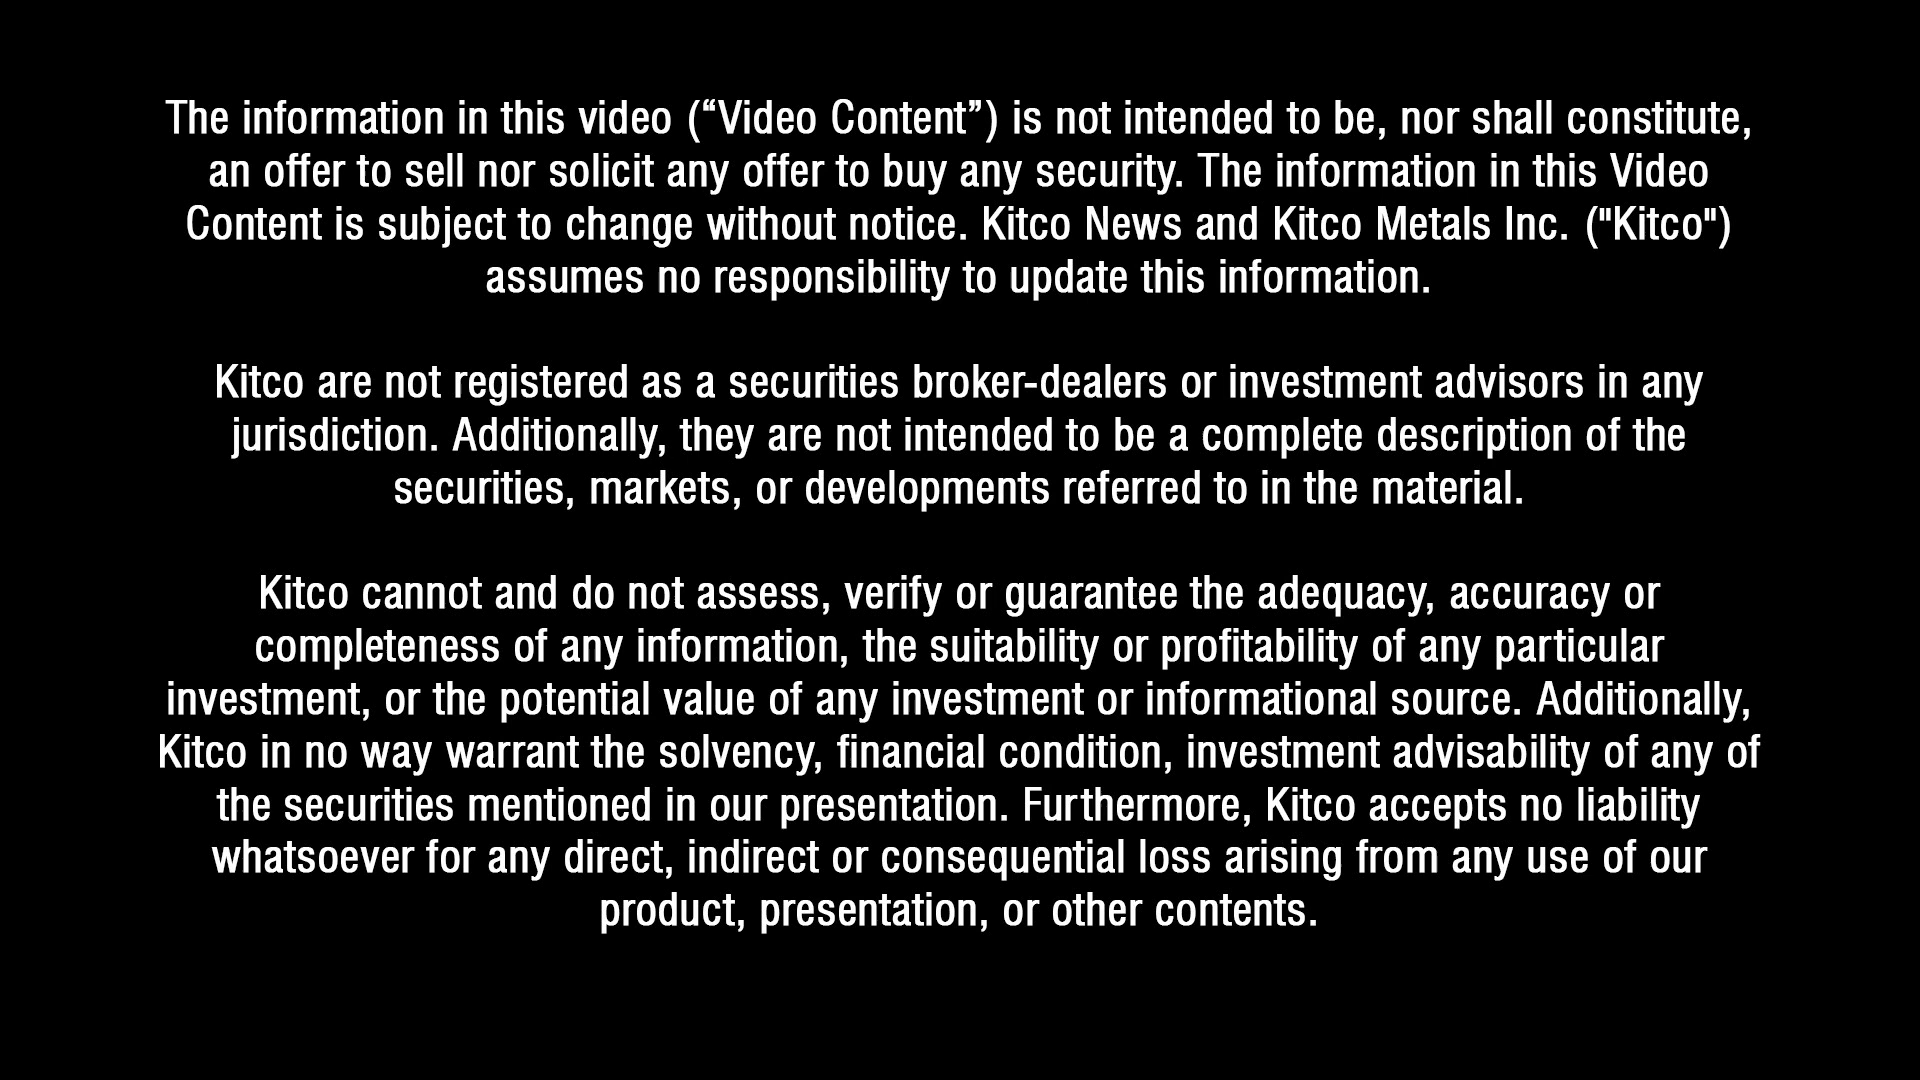 The information in this video (“Video Content”) is not intended to be, nor shall constitute,
an offer to sell nor solicit any offer to buy any security. The information in this Video
Content is subject to change without notice. Kitco News and Kitco Metals Inc. ("Kitco")
assumes no responsibility to update this information.
Kitco are not registered as a securities broker-dealers or investment advisors in any
jurisdiction. Additionally, they are not intended to be a complete description of the
securities, markets, or developments referred to in the material.
Kitco cannot and do not assess, verify or guarantee the adequacy, accuracy or
completeness of any information, the suitability or profitability of any particular
investment, or the potential value of any investment or informational source. Additionally,
Kitco in no way warrant the solvency, financial condition, investment advisability of any of
the securities mentioned in our presentation. Furthermore, Kitco accepts no liability
whatsoever for any direct, indirect or consequential loss arising from any use of our
product, presentation, or other contents.